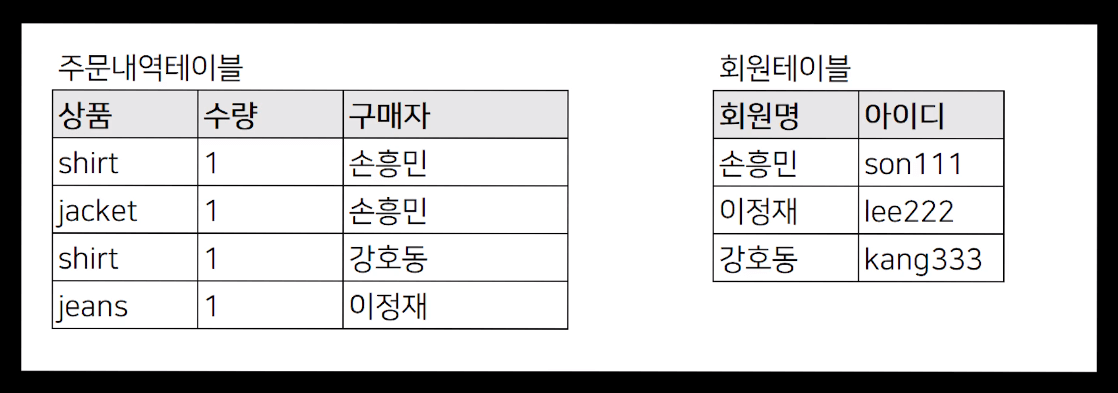 주문내역테이블
상품 수량 구매자
shirt 1 손흥민
jacket 1 손흥민
shirt 1 강호동
jeans 1 이정재
회원테이블
회원명 아이디
손흥민 son111
이정재 lee222
강호동 kang333